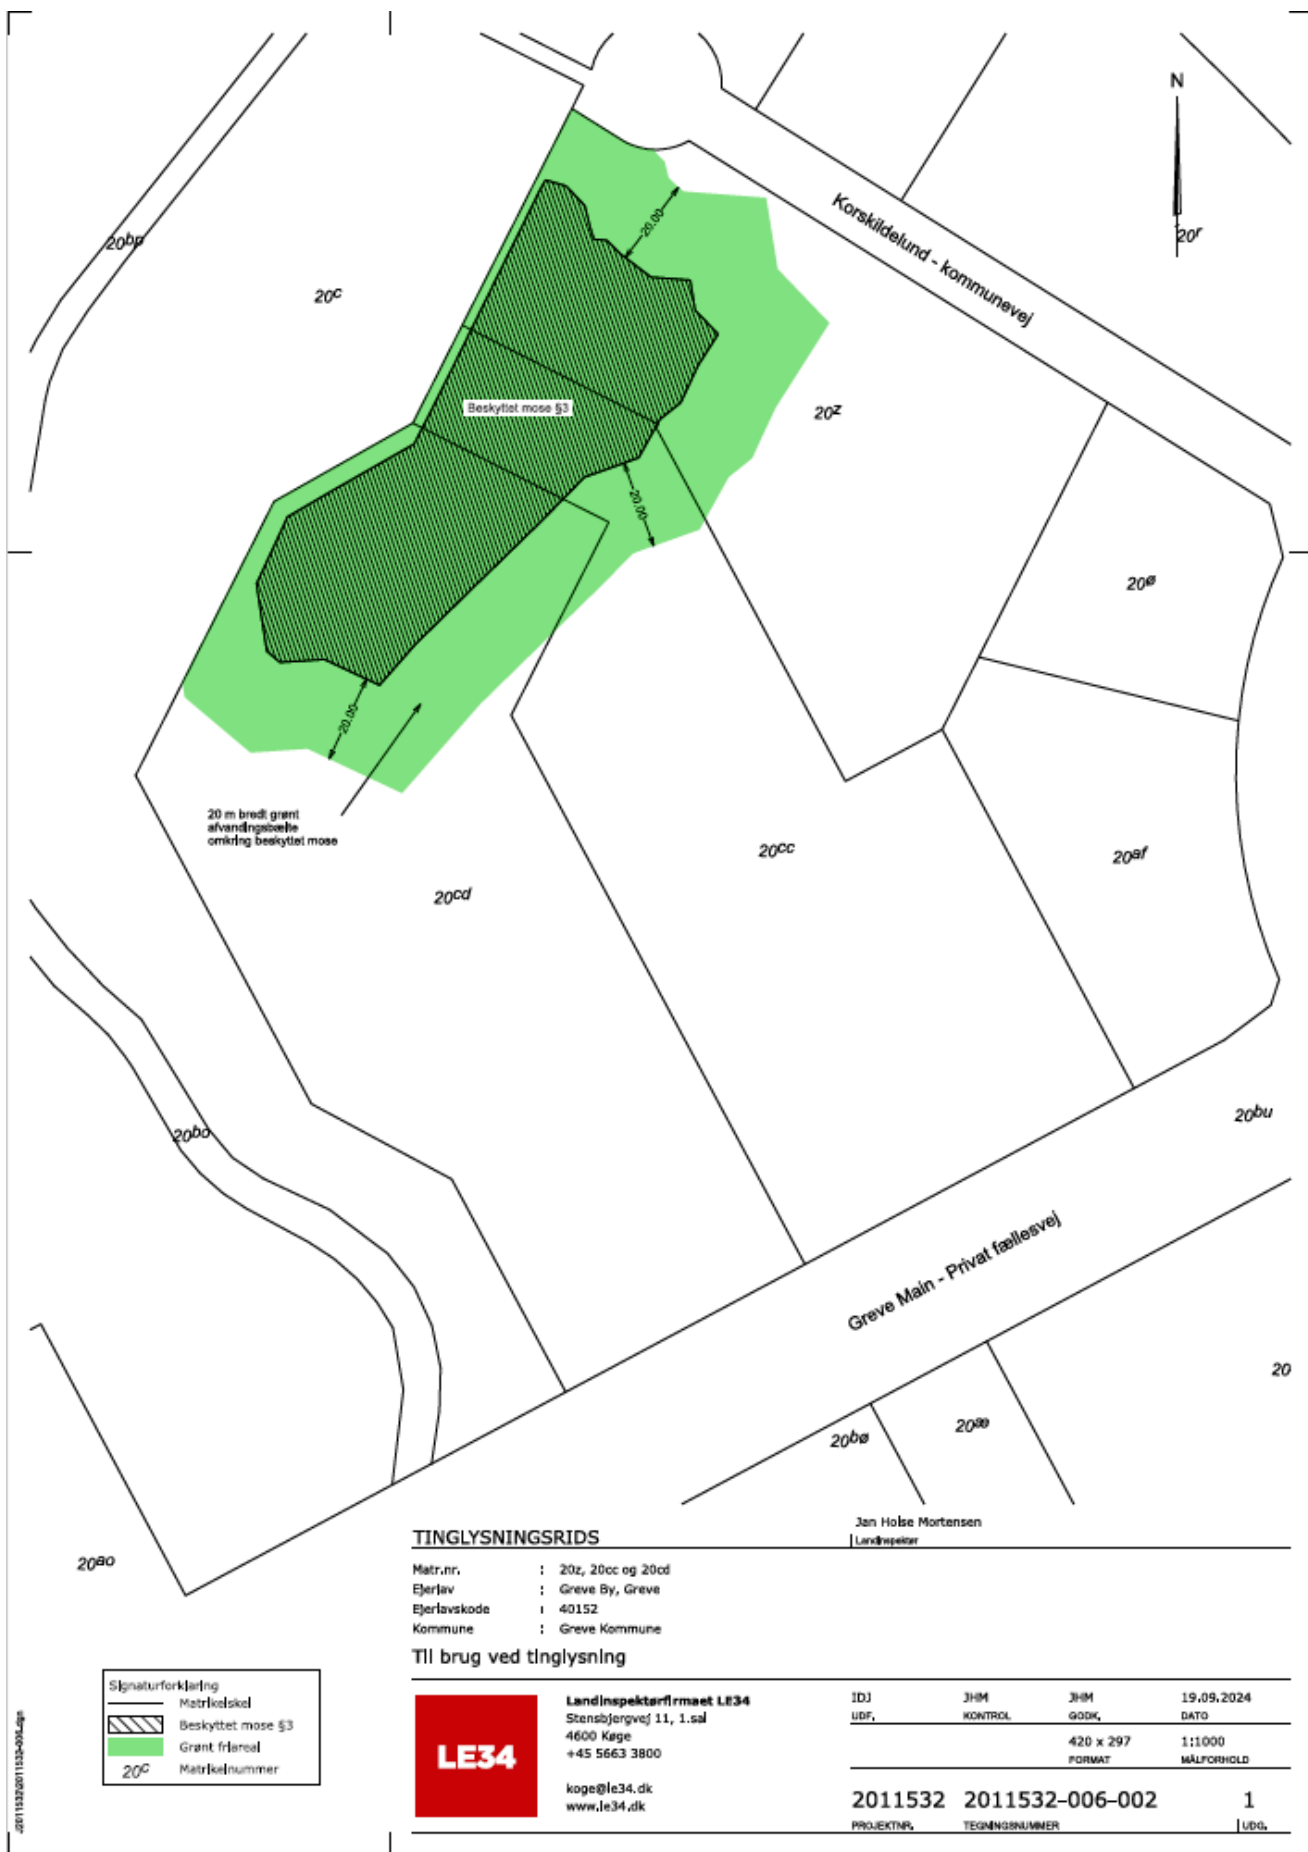 N
20r
Korskildelund - kommunevej
20bp
20c
20.00
Beskyttet mose §3
20z
20.00
20ø
20.00
20 m bredt grønt
afvandingsbælte
omkring beskyttet mose
20cc
20af
20cd
20bo
20bu
Greve Main - Privat fællesvej
20
20bø
20æ
20ao
TINGLYSNINGSRIDS
Jan Holse Mortensen
Landinspektør
Matr.nr. : 20z, 20cc og 20cd
Ejerlav : Greve By, Greve
Ejerlavskode : 40152
Kommune : Greve Kommune
Til brug ved tinglysning
Signaturforklaring
Matrikelskel
Beskyttet mose §3
Grønt friareal
20c Matrikelnummer
LE34
Landinspektørfirmaet LE34
Stensbjergvej 11, 1.sal
4600 Køge
+45 5663 3800
koge@le34.dk
www.le34.dk
IDJ JHM JHM 19.09.2024
UDF. KONTROL GODK. DATO
420 x 297 1:1000
FORMAT MÅLFORHOLD
2011532 2011532-006-002 1
PROJEKTNR. TEGNINGSNUMMER UDG.